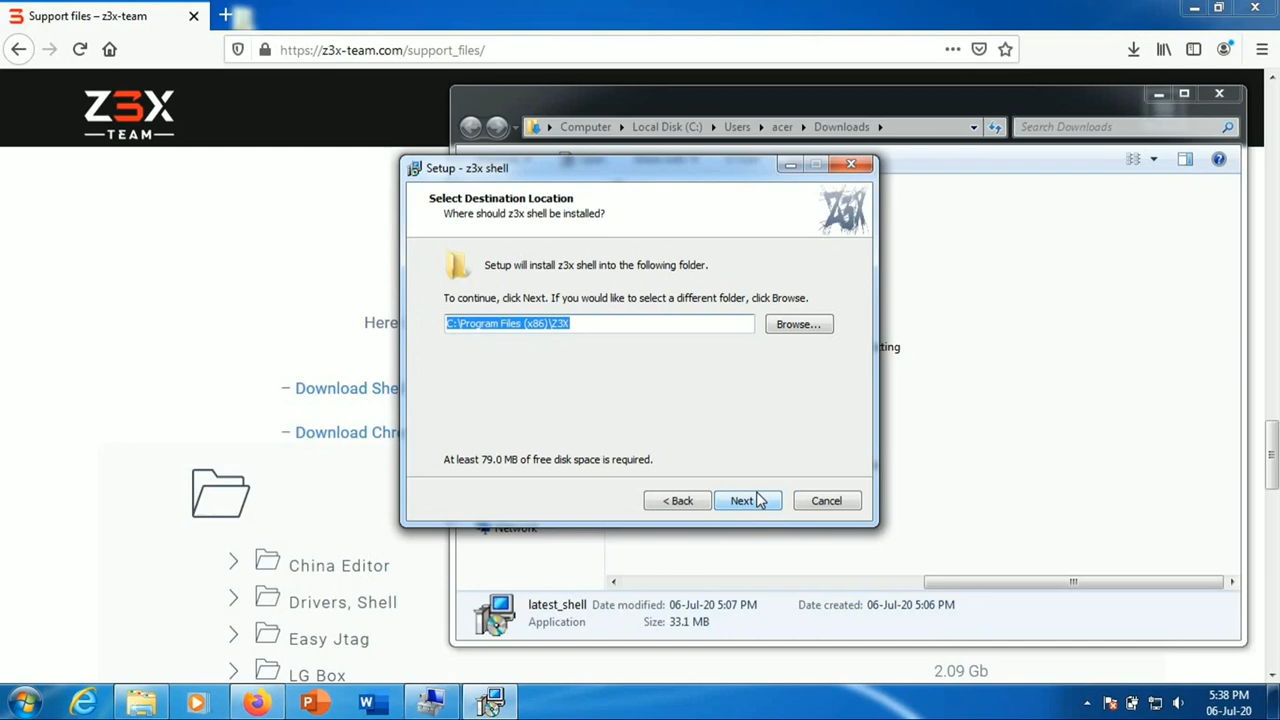 Support files – z3x-team
https://z3x-team.com/support_files/
Z3X
TEAM
Computer Local Disk (C:) Users acer Downloads
Search Downloads
Setup - z3x shell
Select Destination Location
Where should z3x shell be installed?
Z3X
Setup will install z3x shell into the following folder.
To continue, click Next. If you would like to select a different folder, click Browse.
C:\Program Files (x86)\Z3X
Browse...
At least 79.0 MB of free disk space is required.
< Back
Next
Cancel
Here
ting
– Download She
– Download Chr
Network
China Editor
Drivers, Shell
Easy Jtag
LG Box
latest_shell Date modified: 06-Jul-20 5:07 PM Date created: 06-Jul-20 5:06 PM
Application Size: 33.1 MB
2.09 Gb
5:38 PM
06-Jul-20